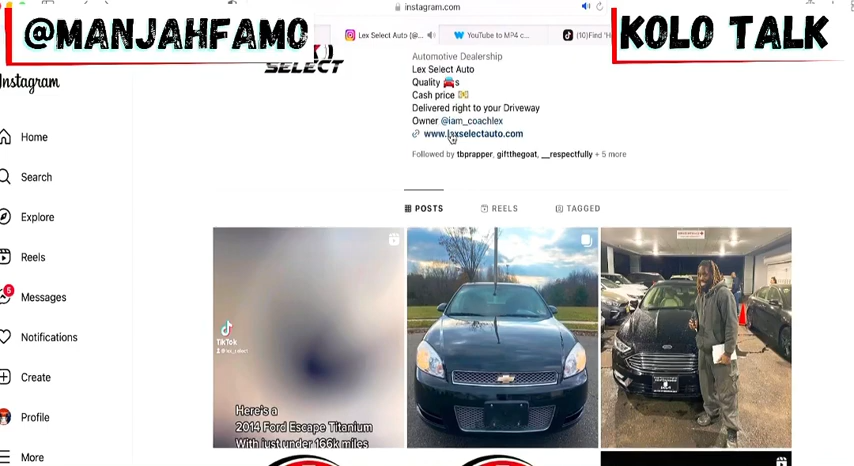 @MANJAHFAMO
KOLO TALK
instagram.com
Lex Select Auto (@...
YouTube to MP4 c...
(10)Find 'H
SELECT
Instagram
Automotive Dealership
Lex Select Auto
Quality 🚘s
Cash price 💵
Delivered right to your Driveway
Owner @iam_coachlex
www.lexselectauto.com
Followed by tbprapper, giftthegoat, __respectfully + 5 more
Home
Search
Explore
Reels
5
Messages
Notifications
Create
Profile
More
POSTS
REELS
TAGGED
TikTok
Here's a
2014 Ford Escape Titanium
With just under 166k miles